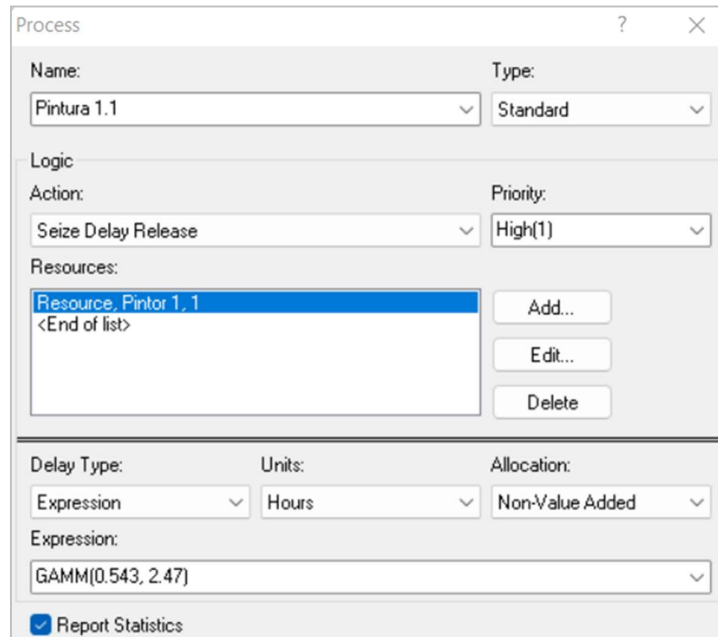 Process ? ×
Name: Type:
Pintura 1.1 Standard
Logic
Action: Priority:
Seize Delay Release High(1)
Resources:
Resource, Pintor 1, 1
<End of list>
Add...
Edit...
Delete
Delay Type: Units: Allocation:
Expression Hours Non-Value Added
Expression:
GAMM(0.543, 2.47)
Report Statistics